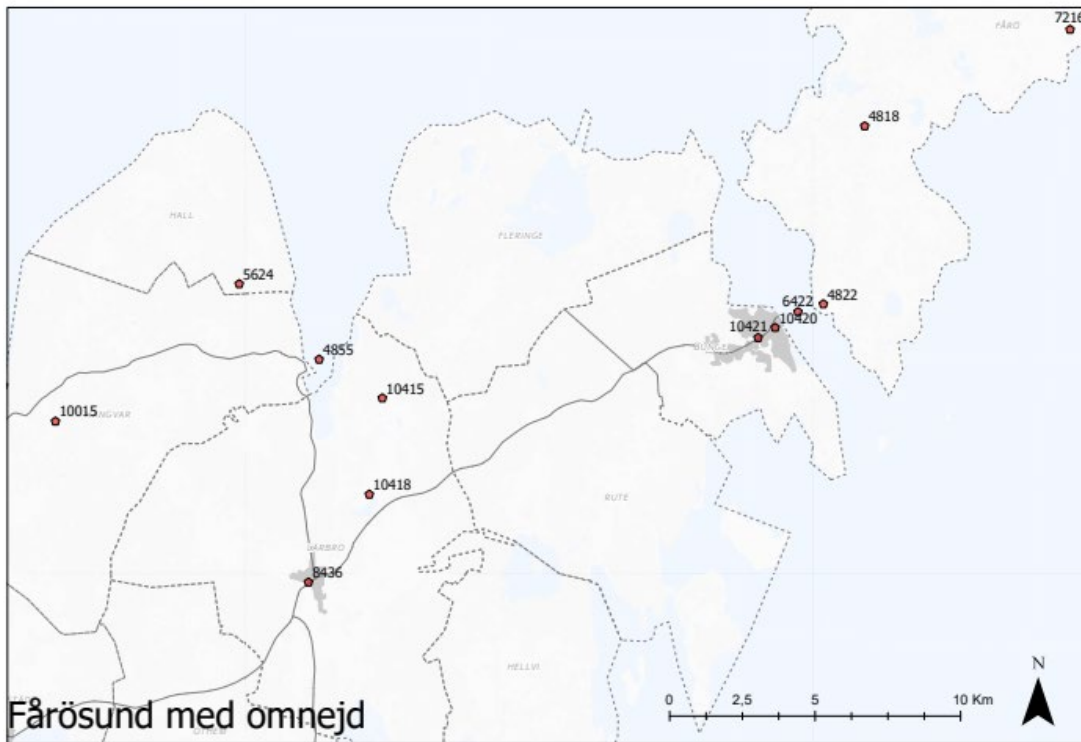 7216
FÅRÖ
4818
HALL
FLERINGE
5624
4822
6422
10420
10421
BUNGE
4855
10415
10015
10418
RUTE
LÄRBRO
8436
HELLVI
N
0 2,5 5 10 Km
Fårösund med omnejd
OTHEM